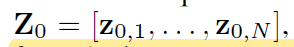 Z₀ = [z₀,₁, . . . , z₀,N],